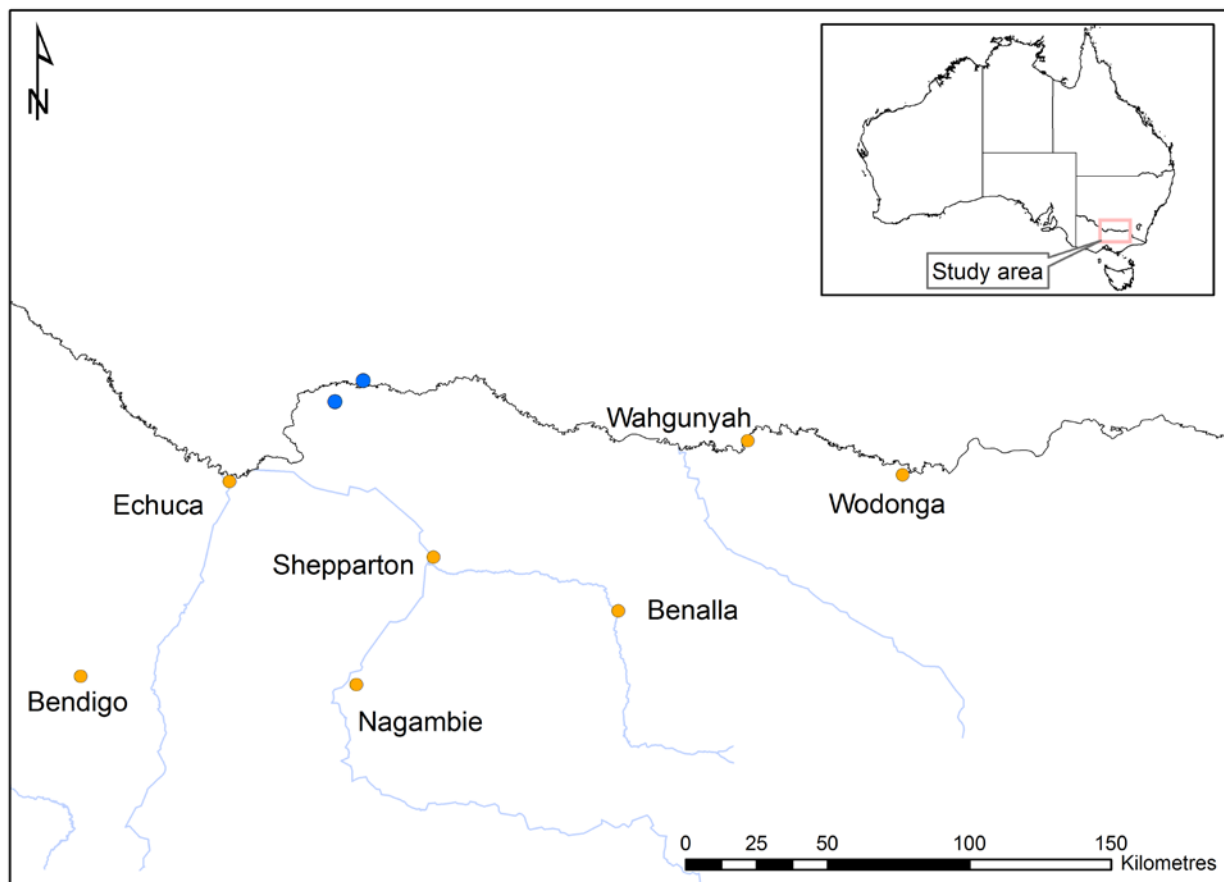 N
Study area
Wahgunyah
Echuca
Wodonga
Shepparton
Benalla
Bendigo
Nagambie
0 25 50 100 150
Kilometres